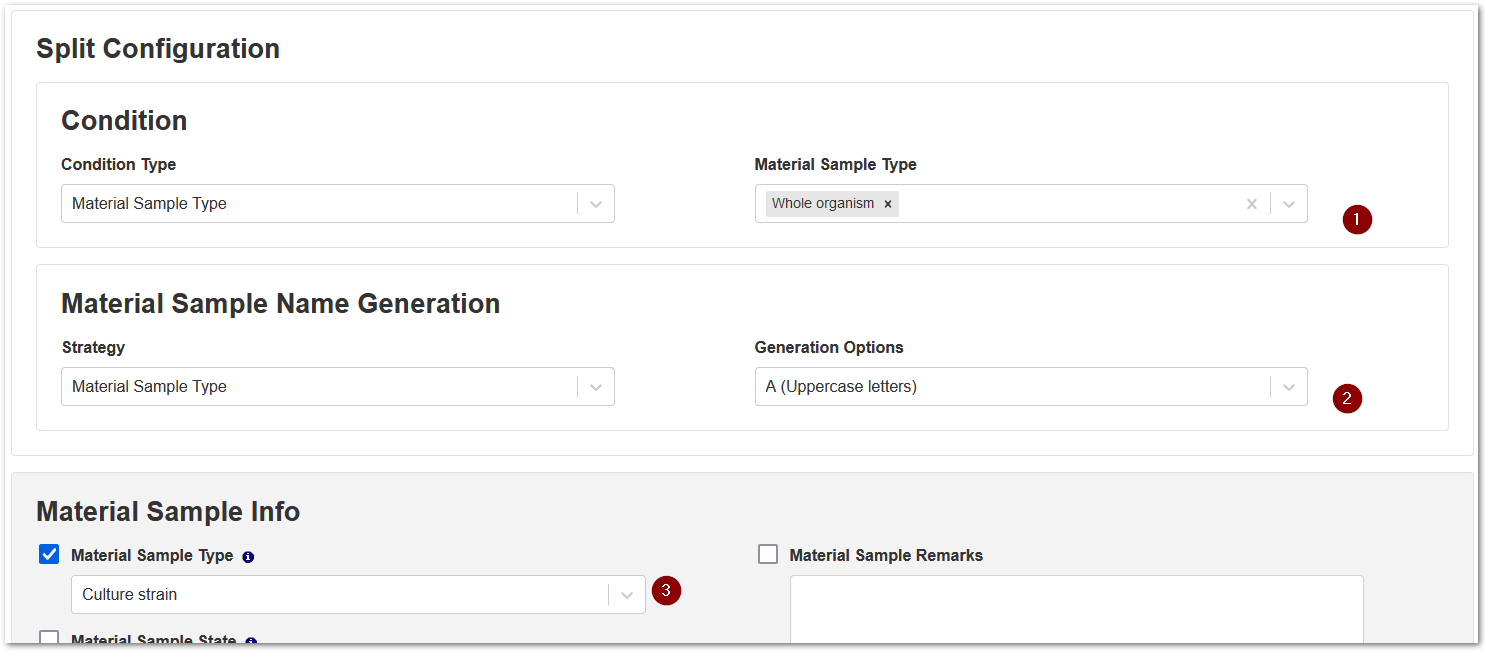 Split Configuration
Condition
Condition Type
Material Sample Type
Material Sample Type
Whole organism ×
1
Material Sample Name Generation
Strategy
Generation Options
Material Sample Type
A (Uppercase letters)
2
Material Sample Info
Material Sample Type
Material Sample Remarks
Culture strain
3
Material Sample State